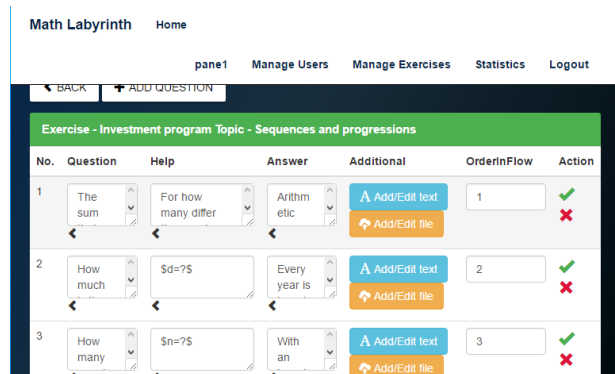 Math Labyrinth Home
pane1 Manage Users Manage Exercises Statistics Logout
BACK ADD QUESTION
Exercise - Investment program Topic - Sequences and progressions
No. Question Help Answer Additional OrderInFlow Action
1 The sum For how many differ Arithm etic A Add/Edit text 1
Add/Edit file
2 How much $d=?$ Every year is A Add/Edit text 2
Add/Edit file
3 How many $n=?$ With an A Add/Edit text 3
Add/Edit file